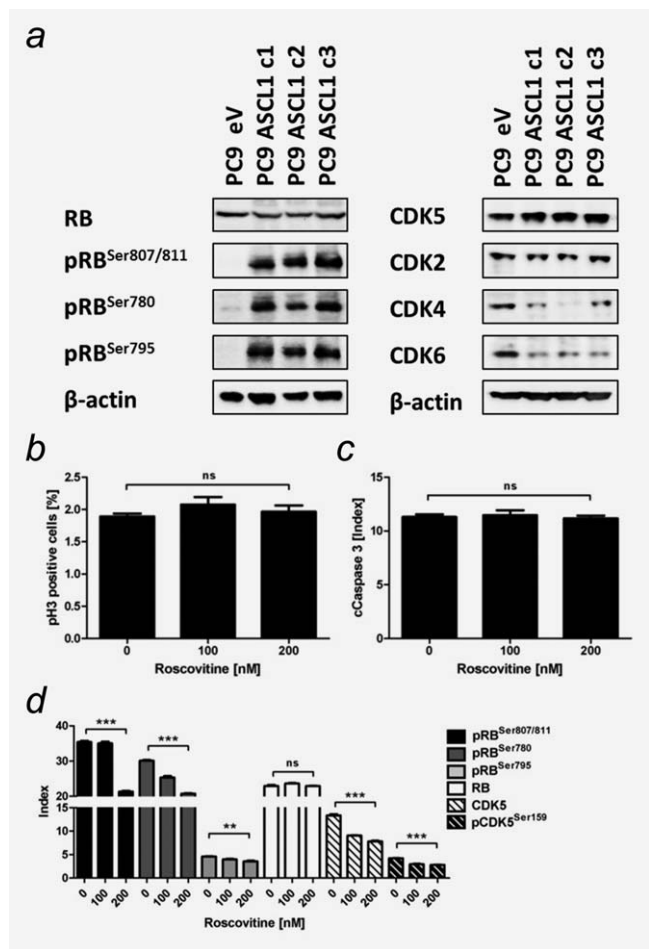 a
PC9 eV
PC9 ASCL1 c1
PC9 ASCL1 c2
PC9 ASCL1 c3
RB
pRBSer807/811
pRBSer780
pRBSer795
β-actin
PC9 eV
PC9 ASCL1 c1
PC9 ASCL1 c2
PC9 ASCL1 c3
CDK5
CDK2
CDK4
CDK6
β-actin
b
pH3 positive cells [%]
2.5
2.0
1.5
1.0
0.5
0.0
ns
0 100 200
Roscovitine [nM]
c
cCaspase 3 [Index]
15
10
5
0
ns
0 100 200
Roscovitine [nM]
d
Index
40
30
20
15
10
5
0
*** *** ** ns *** ***
0 100 200 0 100 200 0 100 200 0 100 200 0 100 200 0 100 200
Roscovitine [nM]
pRBSer807/811
pRBSer780
pRBSer795
RB
CDK5
pCDK5Ser159